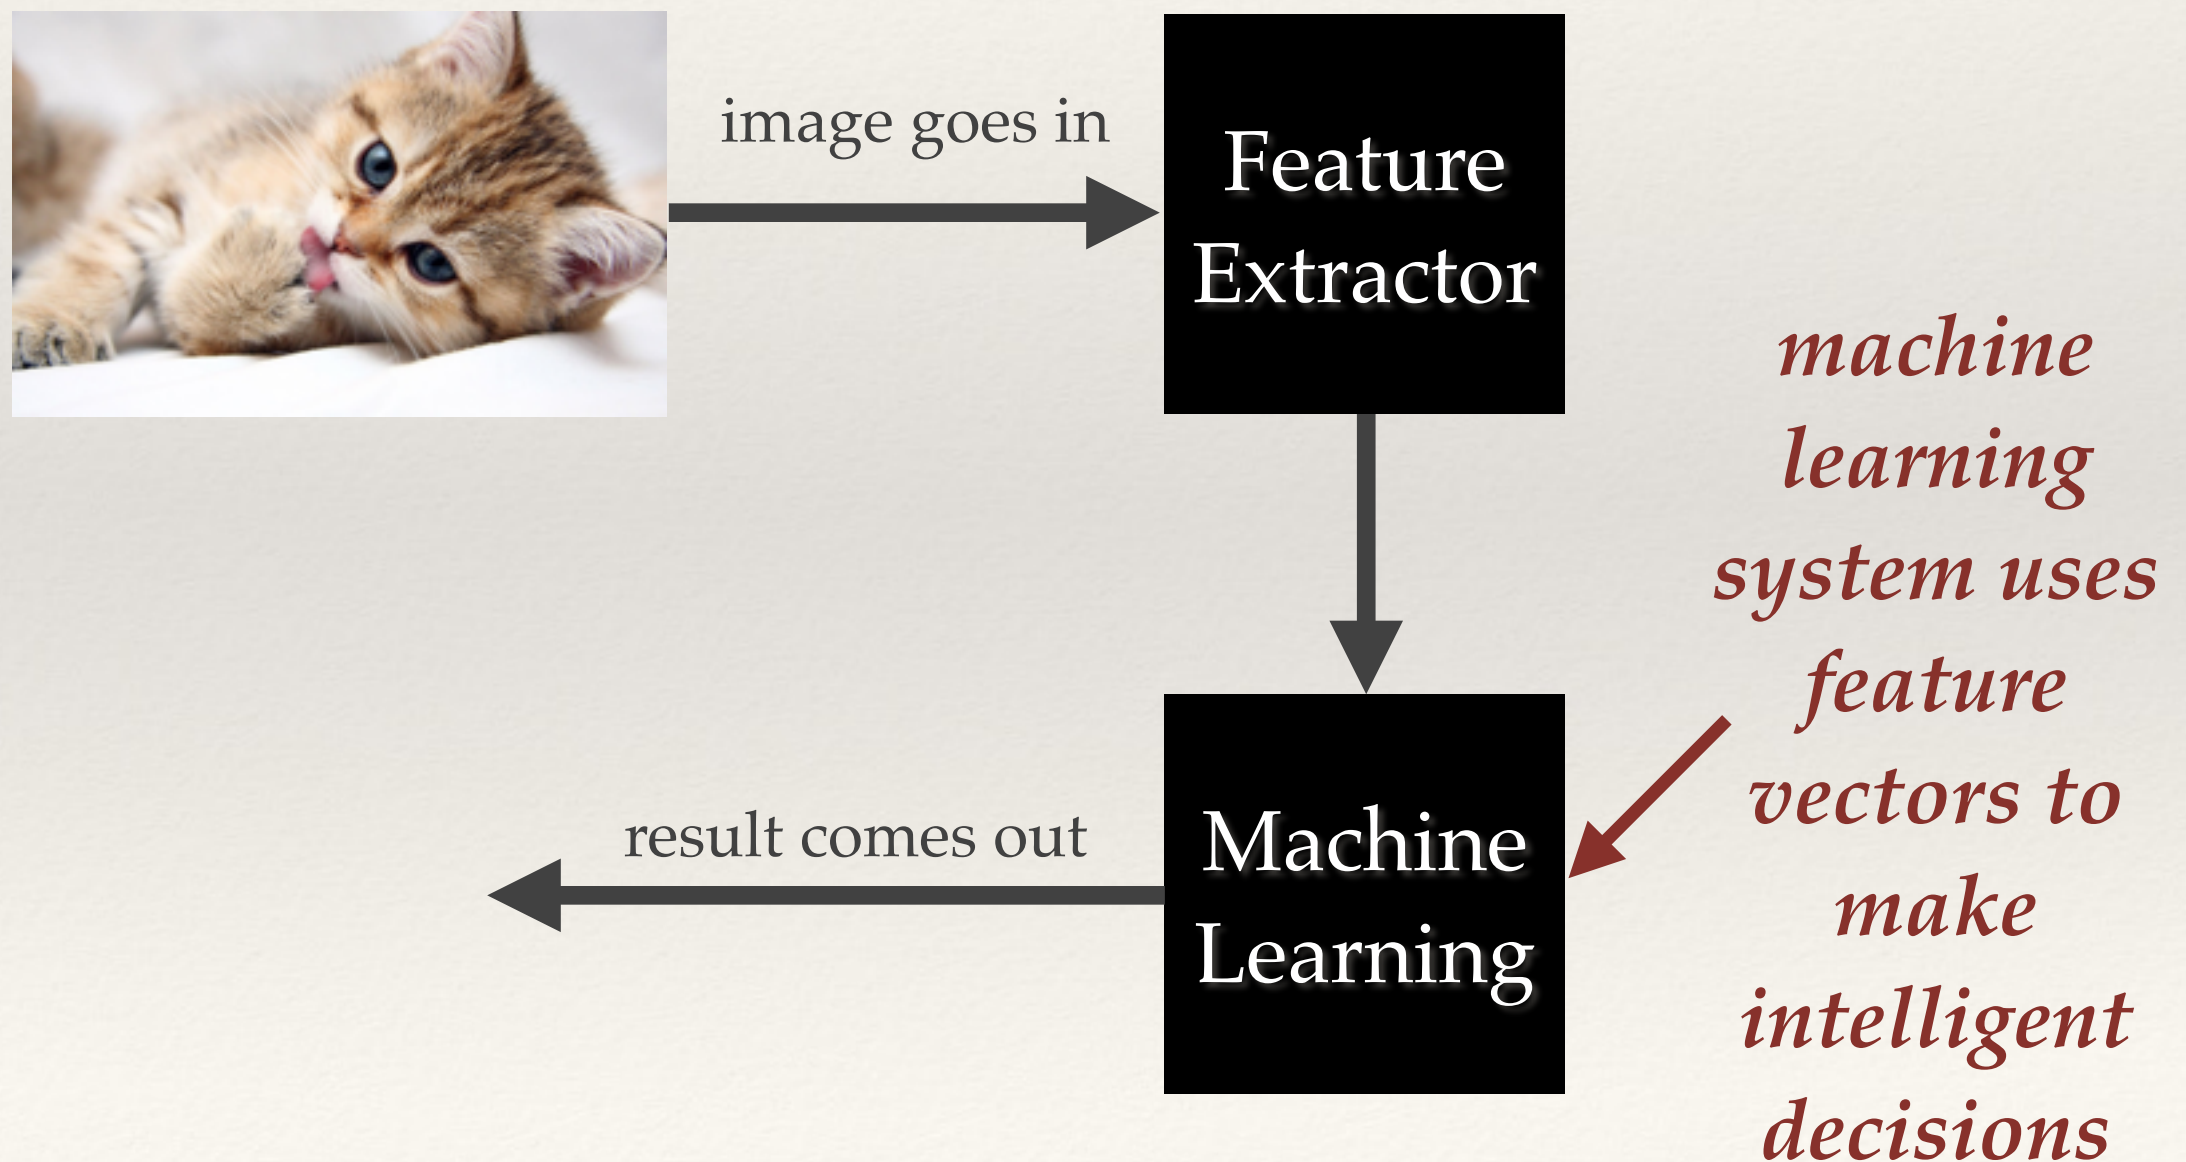 image goes in
Feature
Extractor
machine
learning
system uses
feature
vectors to
make
intelligent
decisions
result comes out
Machine
Learning